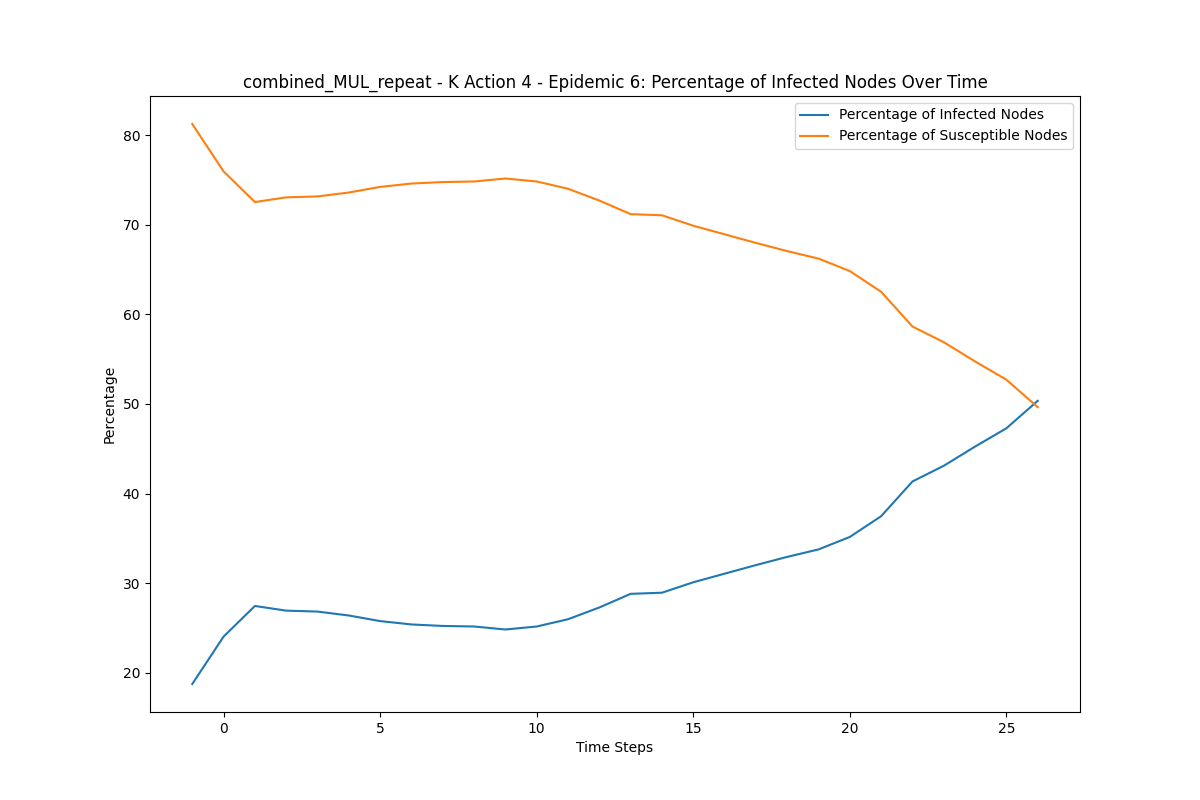 combined_MUL_repeat - K Action 4 - Epidemic 6: Percentage of Infected Nodes Over Time
Percentage of Infected Nodes
Percentage of Susceptible Nodes
80
70
60
50
40
30
20
Percentage
0 5 10 15 20 25
Time Steps